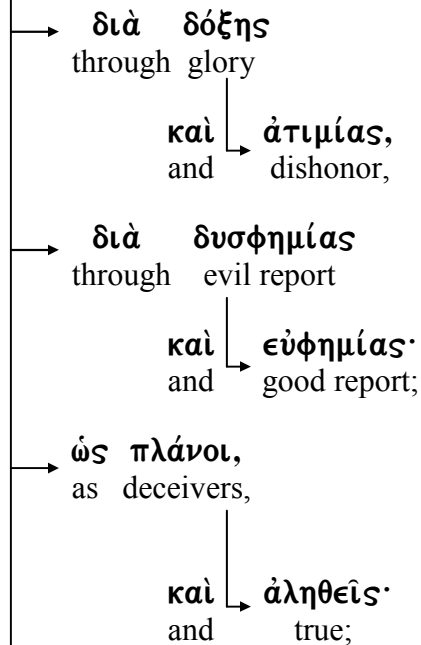 διὰ δόξης
through glory
καὶ ἀτιμίας,
and dishonor,
διὰ δυσφημίας
through evil report
καὶ εὐφημίας·
and good report;
ὡς πλάνοι,
as deceivers,
καὶ ἀληθεῖς·
and true;